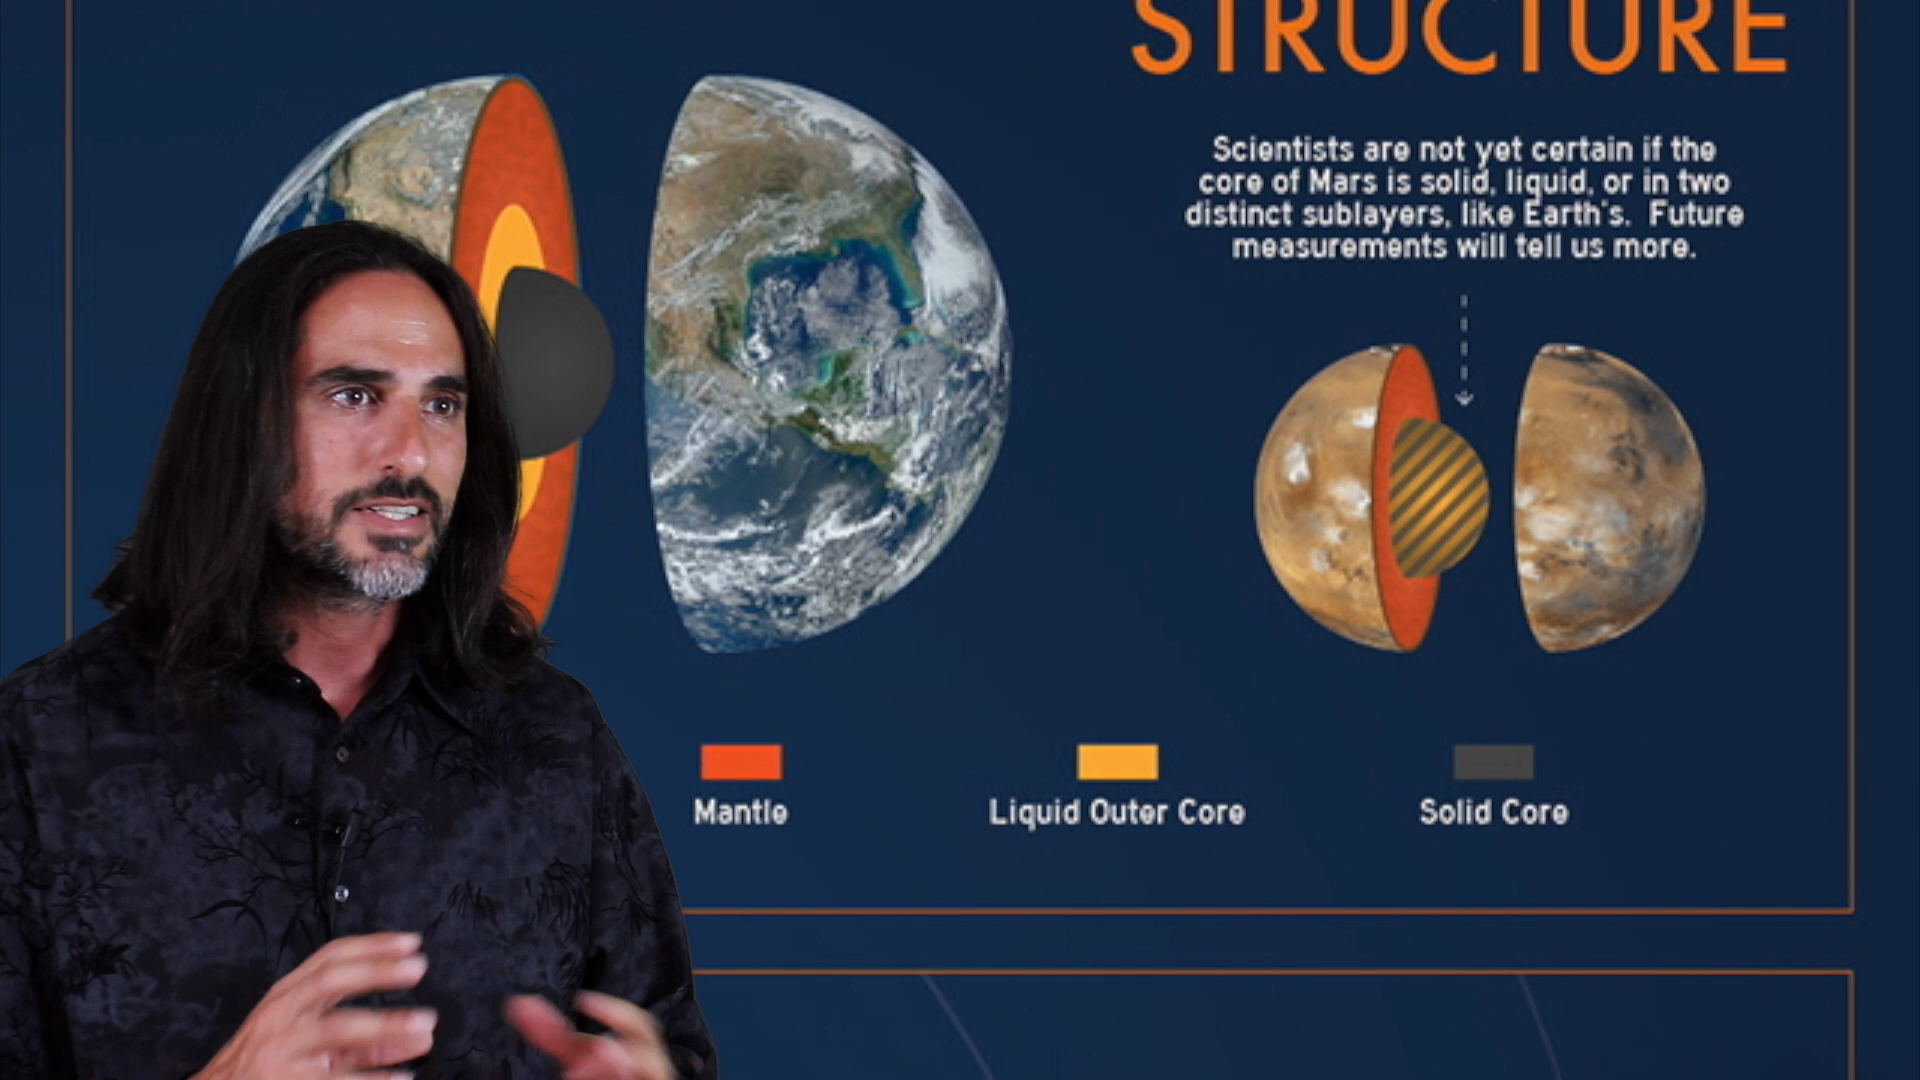 STRUCTURE
Scientists are not yet certain if the
core of Mars is solid, liquid, or in two
distinct sublayers, like Earth's. Future
measurements will tell us more.
Mantle
Liquid Outer Core
Solid Core